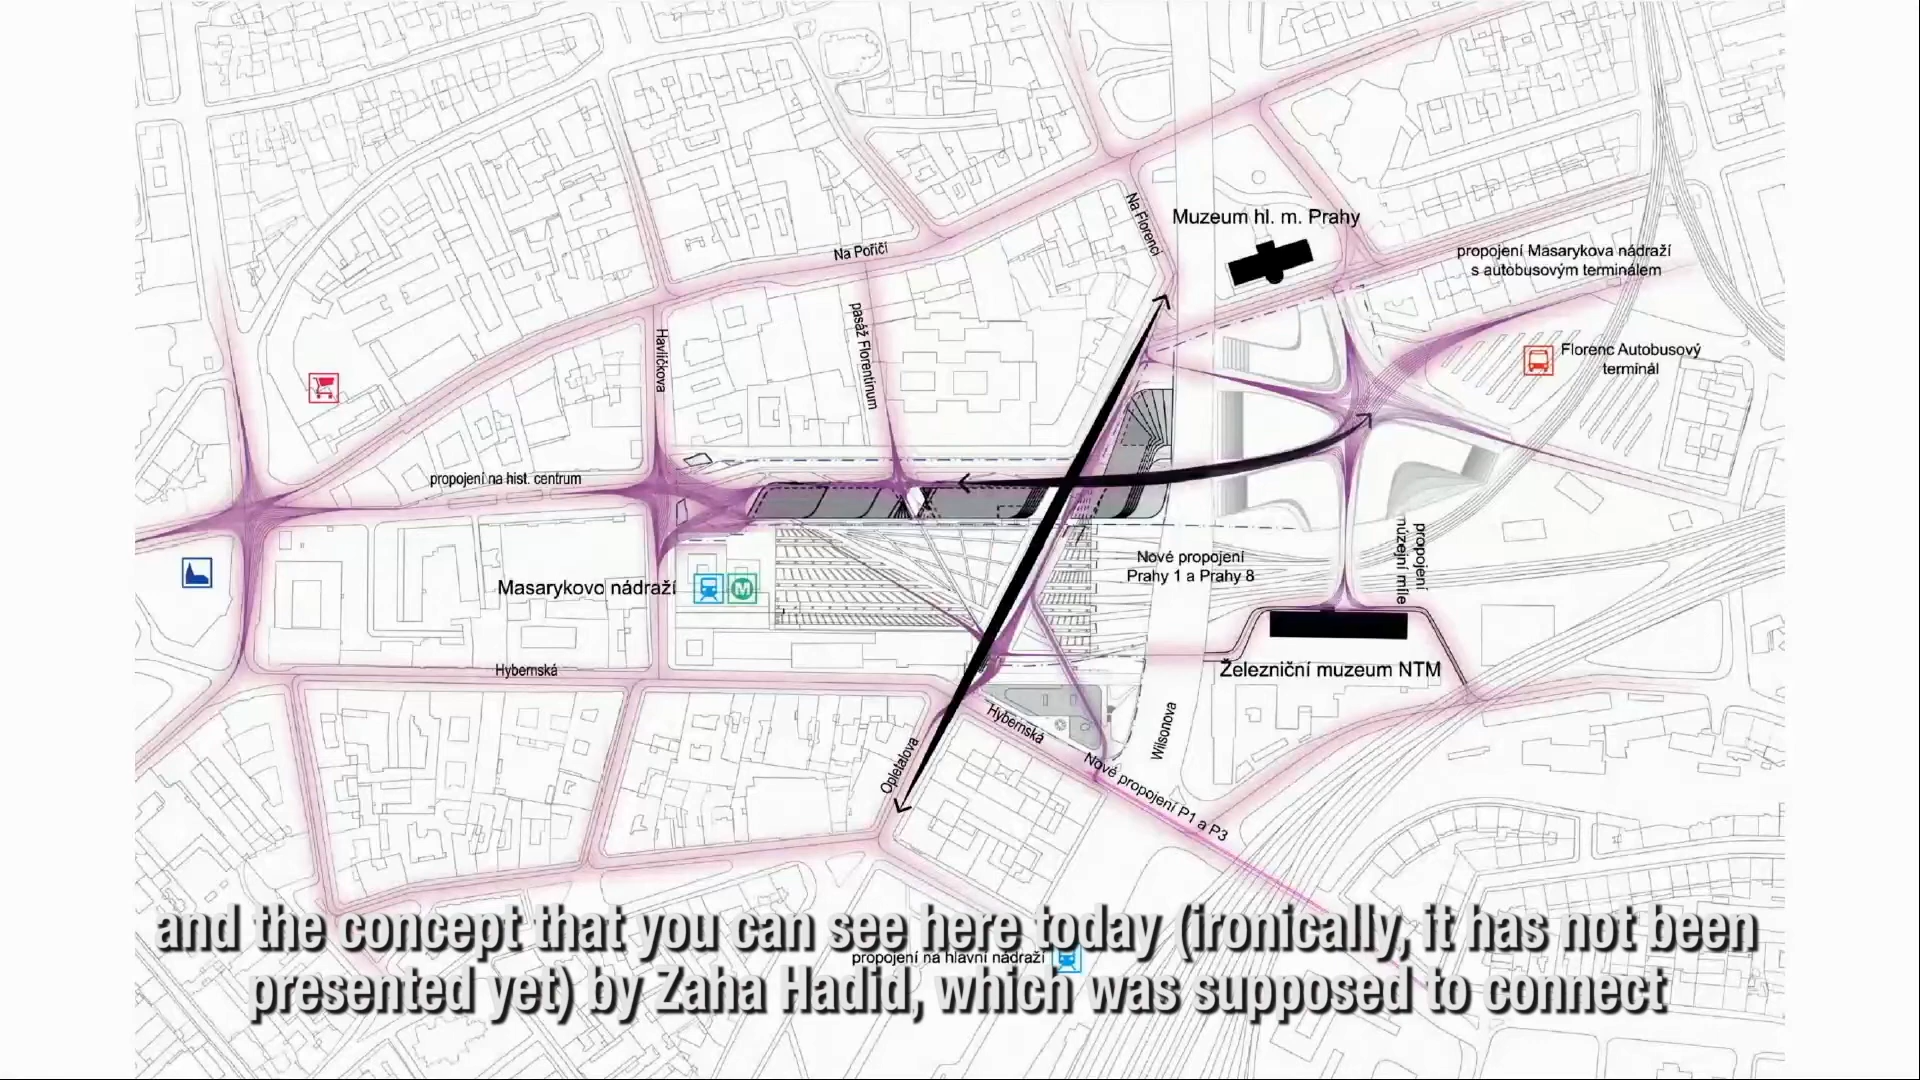 Na Florenci
Muzeum hl. m. Prahy
Na Poříčí
propojení Masarykova nádraží
s autobusovým terminálem
pasáž Florentinum
Havlíčkova
Florenc Autobusový
terminál
propojení na hist. centrum
propojení
muzejní míle
Nové propojení
Prahy 1 a Prahy 8
Masarykovo nádraží
M
Hybernská
Železniční muzeum NTM
Hybernská
Wilsonova
Opletalova
Nové propojení P1 a P3
and the concept that you can see here today (ironically, it has not been
propojení na hlavní nádraží
presented yet) by Zaha Hadid, which was supposed to connect